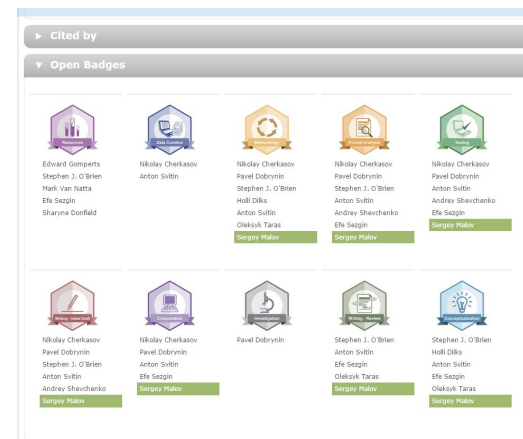 Cited by
Open Badges
Resources
Edward Gomperts
Stephen J. O'Brien
Mark Van Natta
Efe Sezgin
Sharyne Donfield
Data Curation
Nikolay Cherkasov
Anton Svitin
Methodology
Nikolay Cherkasov
Pavel Dobrynin
Stephen J. O'Brien
Holli Dilks
Anton Svitin
Oleksyk Taras
Sergey Malov
Formal Analysis
Nikolay Cherkasov
Pavel Dobrynin
Stephen J. O'Brien
Anton Svitin
Andrey Shevchenko
Efe Sezgin
Sergey Malov
Testing
Nikolay Cherkasov
Pavel Dobrynin
Anton Svitin
Andrey Shevchenko
Efe Sezgin
Sergey Malov
Writing - Initial Draft
Nikolay Cherkasov
Pavel Dobrynin
Stephen J. O'Brien
Anton Svitin
Andrey Shevchenko
Sergey Malov
Computation
Nikolay Cherkasov
Pavel Dobrynin
Anton Svitin
Efe Sezgin
Sergey Malov
Investigation
Pavel Dobrynin
Writing - Review
Stephen J. O'Brien
Anton Svitin
Efe Sezgin
Oleksyk Taras
Sergey Malov
Conceptualization
Stephen J. O'Brien
Holli Dilks
Anton Svitin
Efe Sezgin
Oleksyk Taras
Sergey Malov